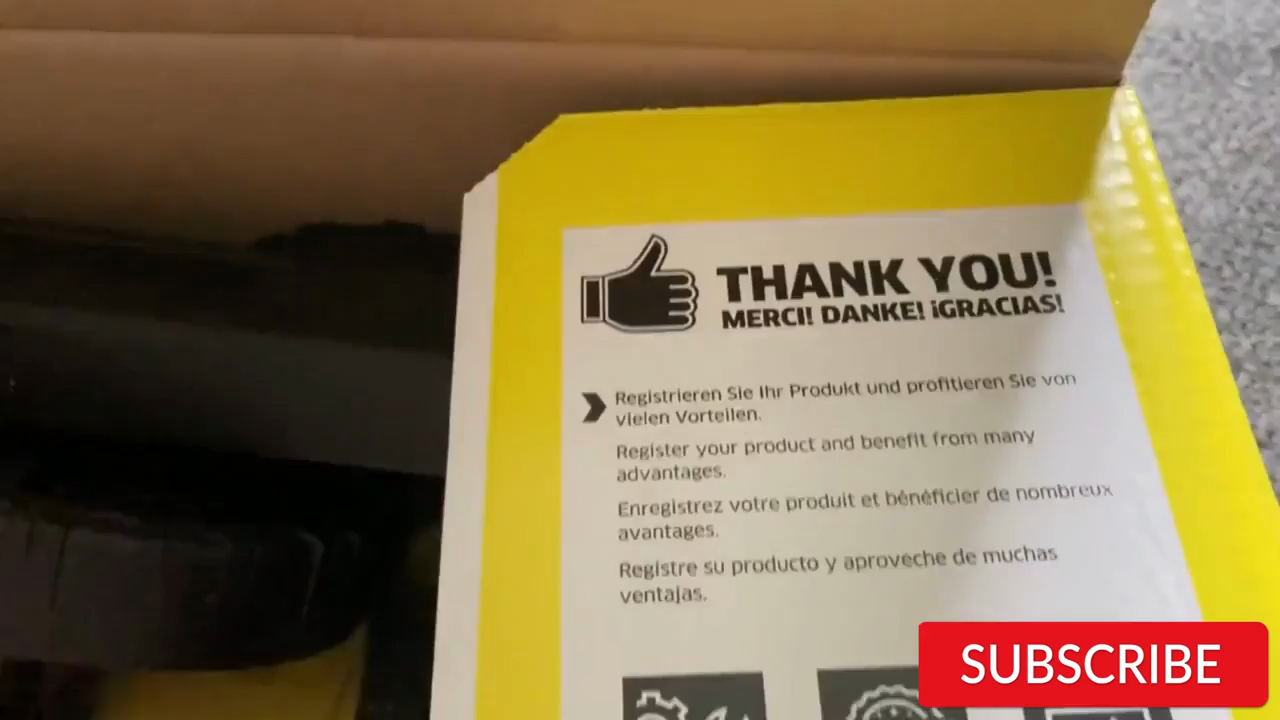 THANK YOU!
MERCI! DANKE! ¡GRACIAS!
Registrieren Sie Ihr Produkt und profitieren Sie von
vielen Vorteilen.
Register your product and benefit from many
advantages.
Enregistrez votre produit et bénéficier de nombreux
avantages.
Registre su producto y aproveche de muchas
ventajas.
SUBSCRIBE